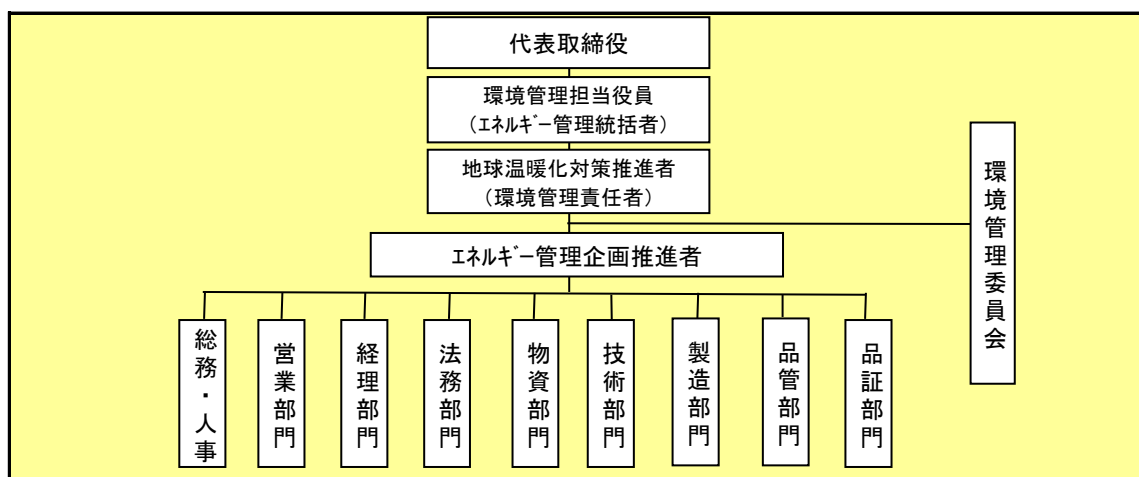 代表取締役
環境管理担当役員
(エネルギー管理統括者)
地球温暖化対策推進者
(環境管理責任者)
環境管理委員会
エネルギー管理企画推進者
総務・人事
営業部門
経理部門
法務部門
物資部門
技術部門
製造部門
品管部門
品証部門